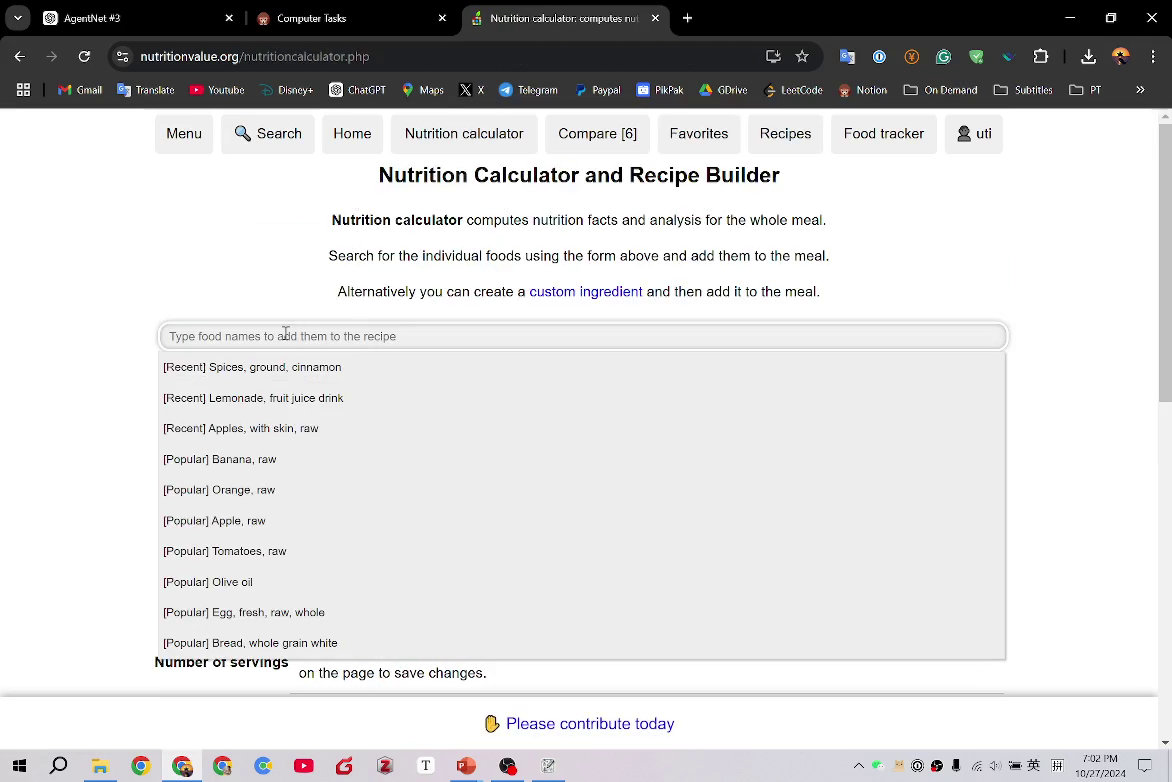 AgentNet #3
Computer Tasks
Nutrition calculator: computes nut
nutritionvalue.org/nutritioncalculator.php
Gmail
Translate
Youtube
Disney+
ChatGPT
Maps
X
Telegram
Paypal
PikPak
GDrive
LeetCode
Notion
On Demand
Subtitles
PT
Menu
Search
Home
Nutrition calculator
Compare [6]
Favorites
Recipes
Food tracker
uti
Nutrition Calculator and Recipe Builder
Nutrition calculator computes nutrition facts and analysis for the whole meal.
Search for the individual foods using the form above and add them to the meal.
Alternatively you can create a custom ingredient and then add it to the meal.
Type food names to add them to the recipe
[Recent] Spices, ground, cinnamon
[Recent] Lemonade, fruit juice drink
[Recent] Apples, with skin, raw
[Popular] Banana, raw
[Popular] Orange, raw
[Popular] Apple, raw
[Popular] Tomatoes, raw
[Popular] Olive oil
[Popular] Egg, fresh, raw, whole
[Popular] Bread, whole grain white
Number of servings
on the page to save changes.
Please contribute today
英
拼
7:02 PM